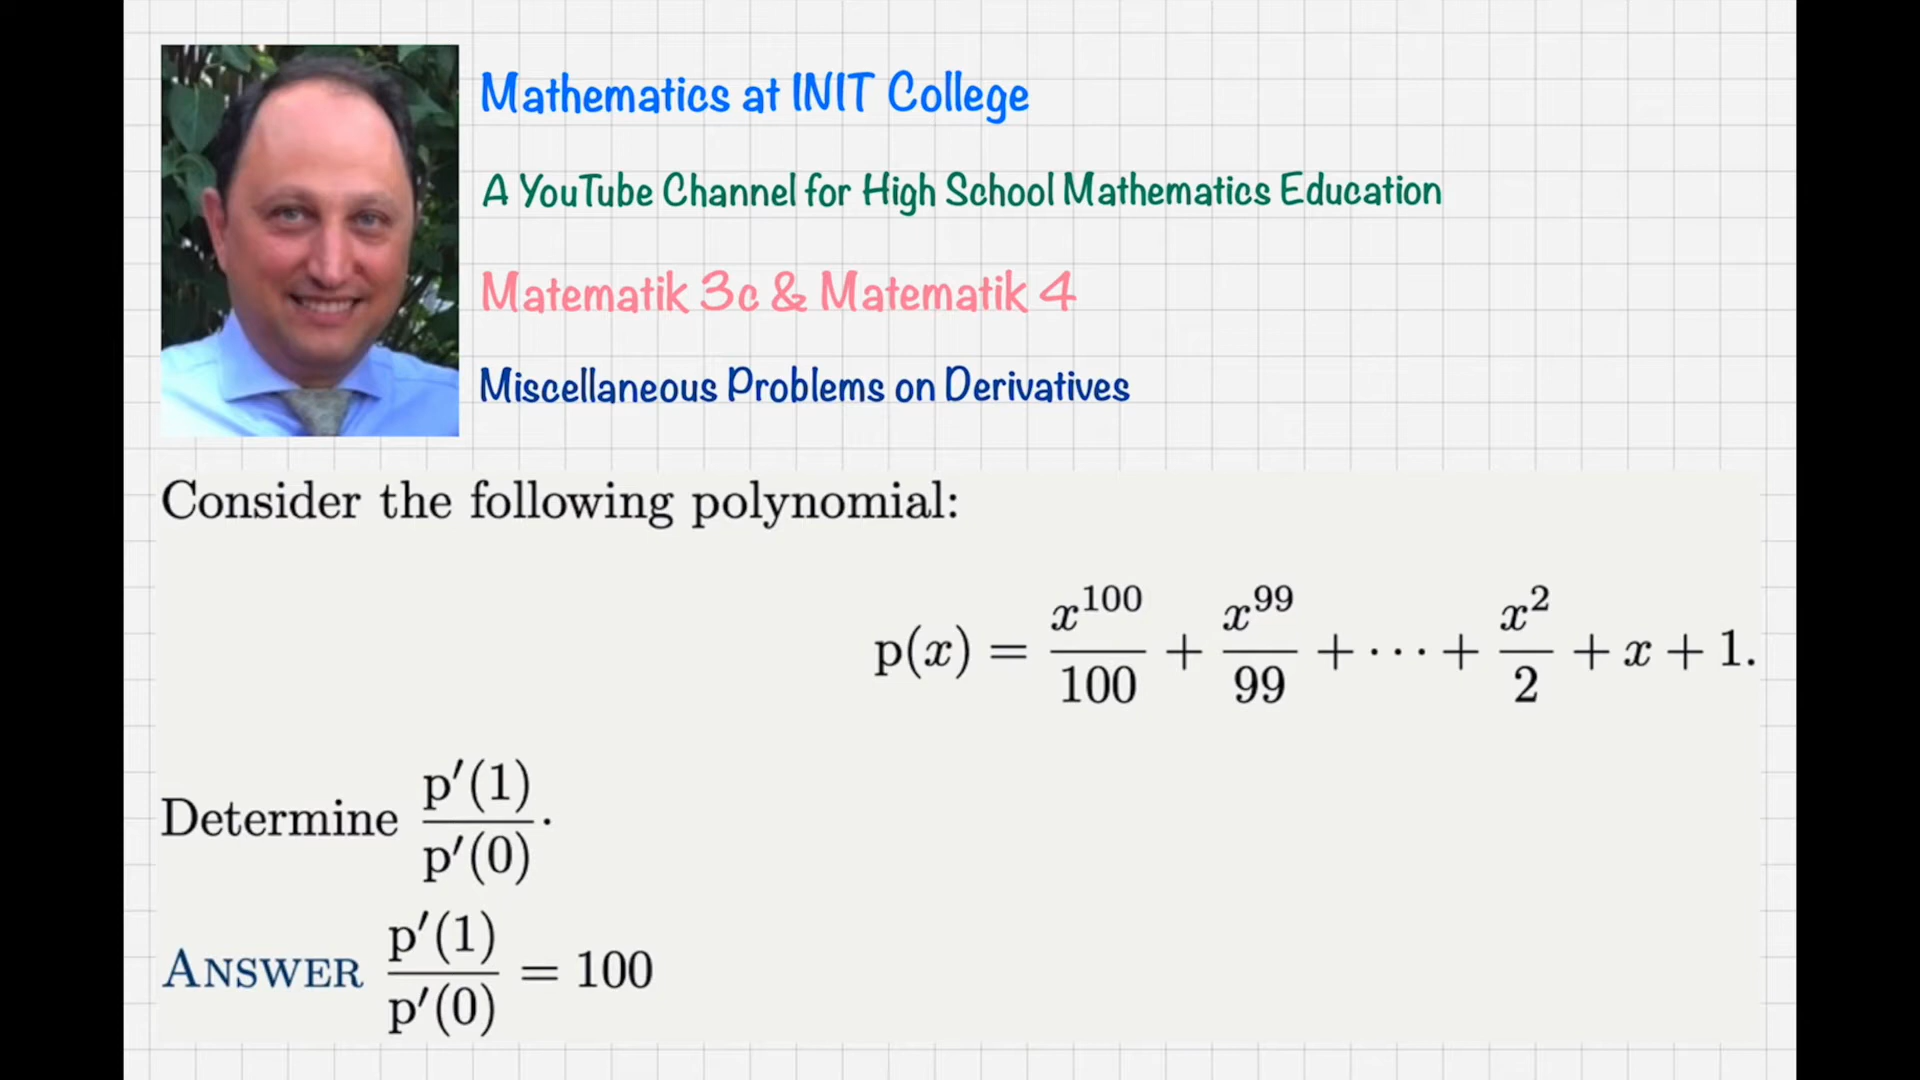 Mathematics at INIT College
A YouTube Channel for High School Mathematics Education
Matematik 3c & Matematik 4
Miscellaneous Problems on Derivatives
Consider the following polynomial:
p(x) = x^100/100 + x^99/99 + ··· + x^2/2 + x + 1.
Determine p′(1)/p′(0).
ANSWER p′(1)/p′(0) = 100